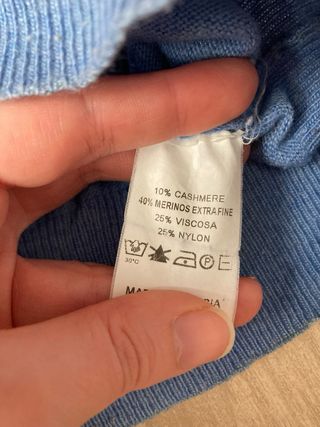 10% CASHMERE
40% MERINOS EXTRAFINE
25% VISCOSA
25% NYLON
30°C P E